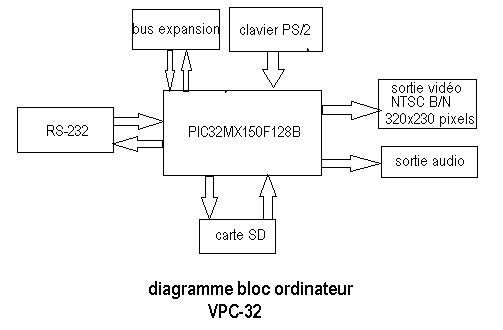 bus expansion
clavier PS/2
sortie vidéo
NTSC B/N
320x230 pixels
RS-232
PIC32MX150F128B
sortie audio
carte SD
diagramme bloc ordinateur
VPC-32